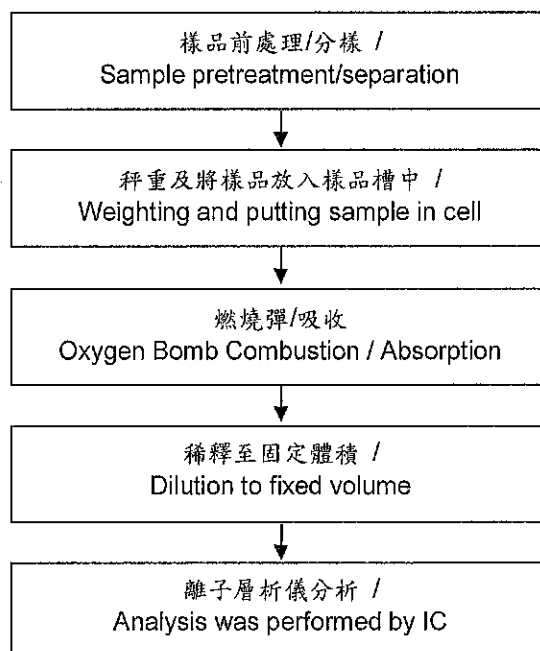 樣品前處理/分樣 /
Sample pretreatment/separation
秤重及將樣品放入樣品槽中 /
Weighting and putting sample in cell
燃燒彈/吸收
Oxygen Bomb Combustion / Absorption
稀釋至固定體積 /
Dilution to fixed volume
離子層析儀分析 /
Analysis was performed by IC